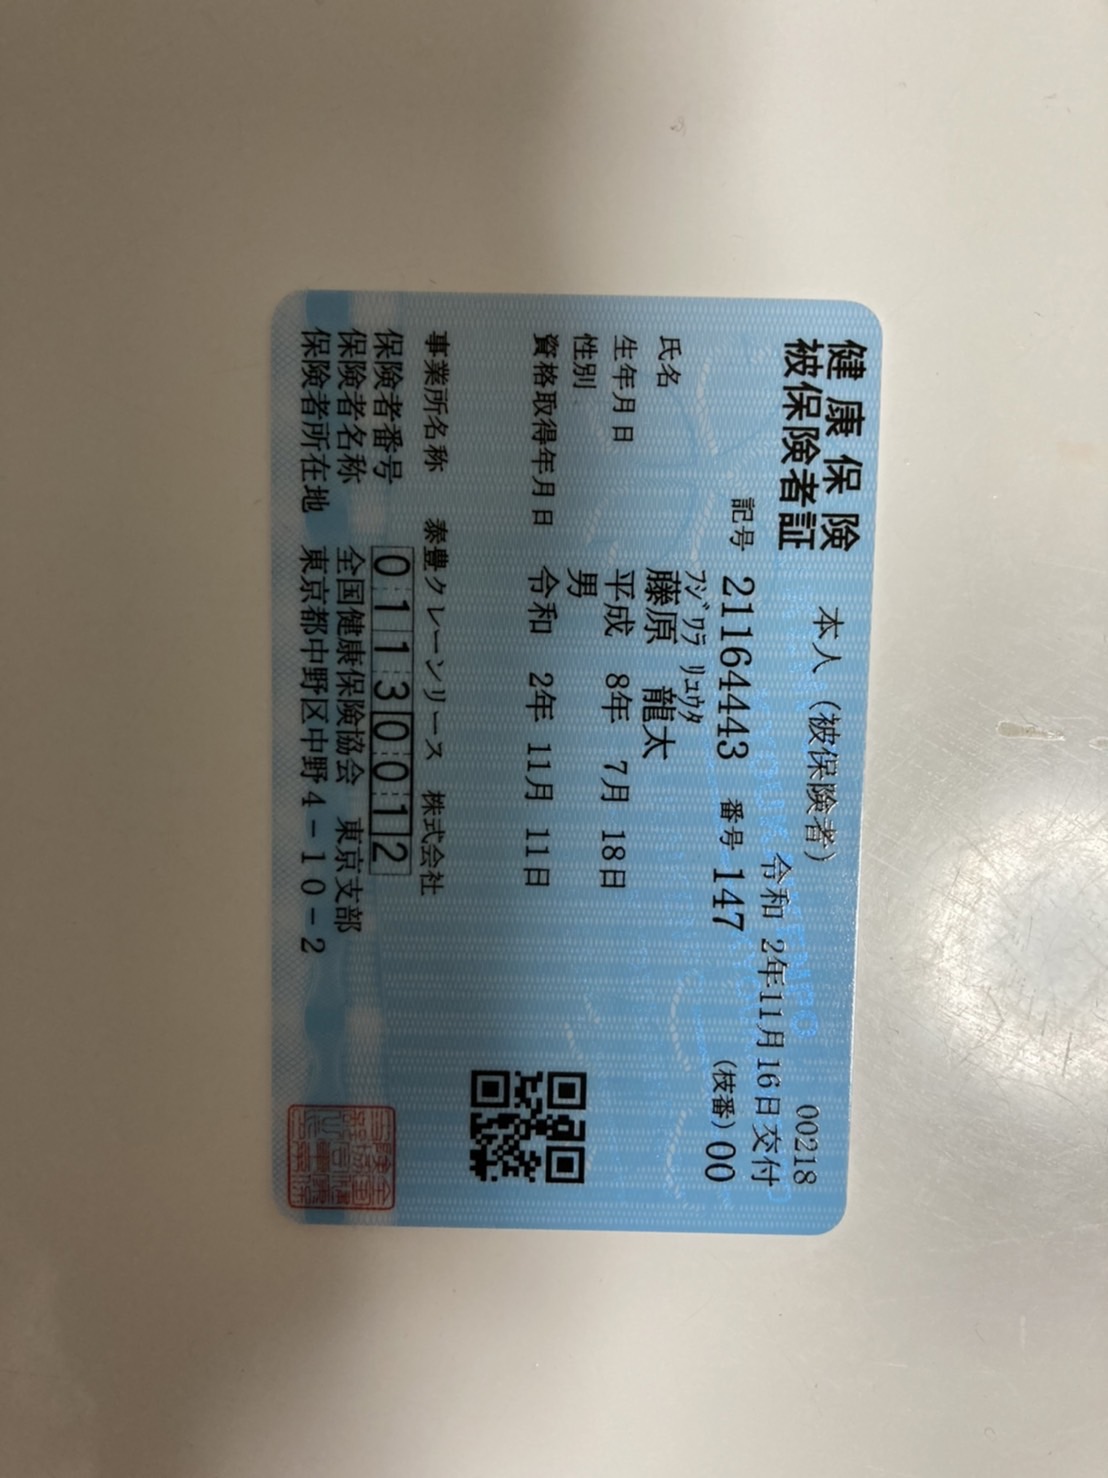 健康保険 本人（被保険者） 00218
被保険者証 令和 2年11月16日交付
記号 21164443 番号 147 (枝番) 00
ﾌｼﾞﾜﾗ ﾘｭｳﾀ
氏名 藤原 龍太
生年月日 平成 8年 7月 18日
性別 男
資格取得年月日 令和 2年 11月 11日
事業所名称 泰豊クレーンリース 株式会社
保険者番号 01130012
保険者名称 全国健康保険協会 東京支部
保険者所在地 東京都中野区中野4-10-2